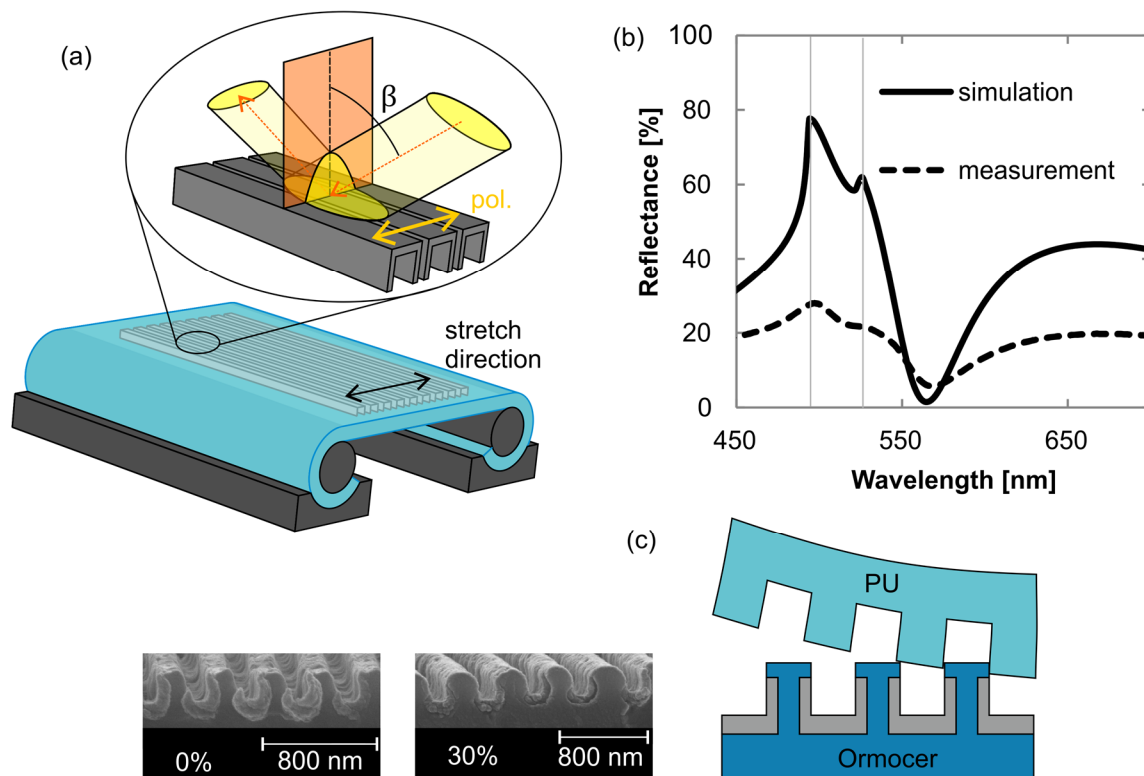 (a)
β
pol.
stretch
direction
(b)
100
80
60
40
20
0
Reflectance [%]
simulation
measurement
450
550
650
Wavelength [nm]
0%
800 nm
30%
800 nm
(c)
PU
Ormocer